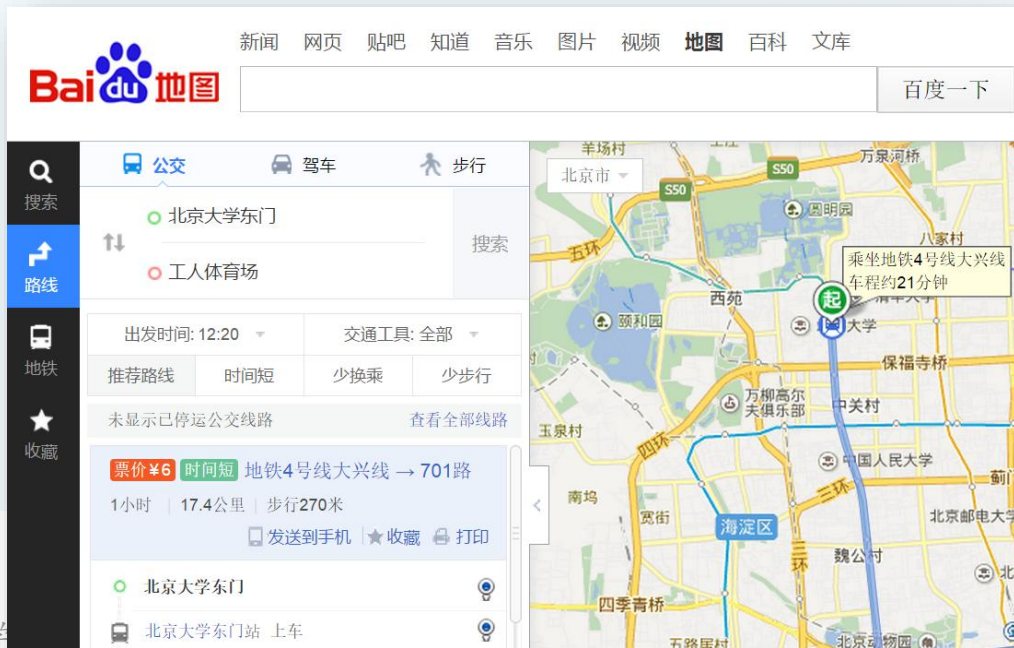 新闻 网页 贴吧 知道 音乐 图片 视频 地图 百科 文库
Bai du 地图
百度一下
搜索
路线
地铁
收藏
公交 驾车 步行
北京大学东门
工人体育场
搜索
出发时间: 12:20 交通工具: 全部
推荐路线 时间短 少换乘 少步行
未显示已停运公交线路 查看全部线路
票价¥6 时间短 地铁4号线大兴线 → 701路
1小时 | 17.4公里 | 步行270米
发送到手机 收藏 打印
北京大学东门
北京大学东门站 上车
羊场村
万泉河桥
北京市
S50
S50
圆明园
五环
八家村
乘坐地铁4号线大兴线
车程约21分钟
西苑
起
颐和园
大学
保福寺桥
万柳高尔
夫俱乐部
中关村
玉泉村
四环
中国人民大学
蓟门
三环
南坞
寞街
海淀区
北京邮电大学
三环
魏公村
北
四季青桥
五路居村
北京动物园